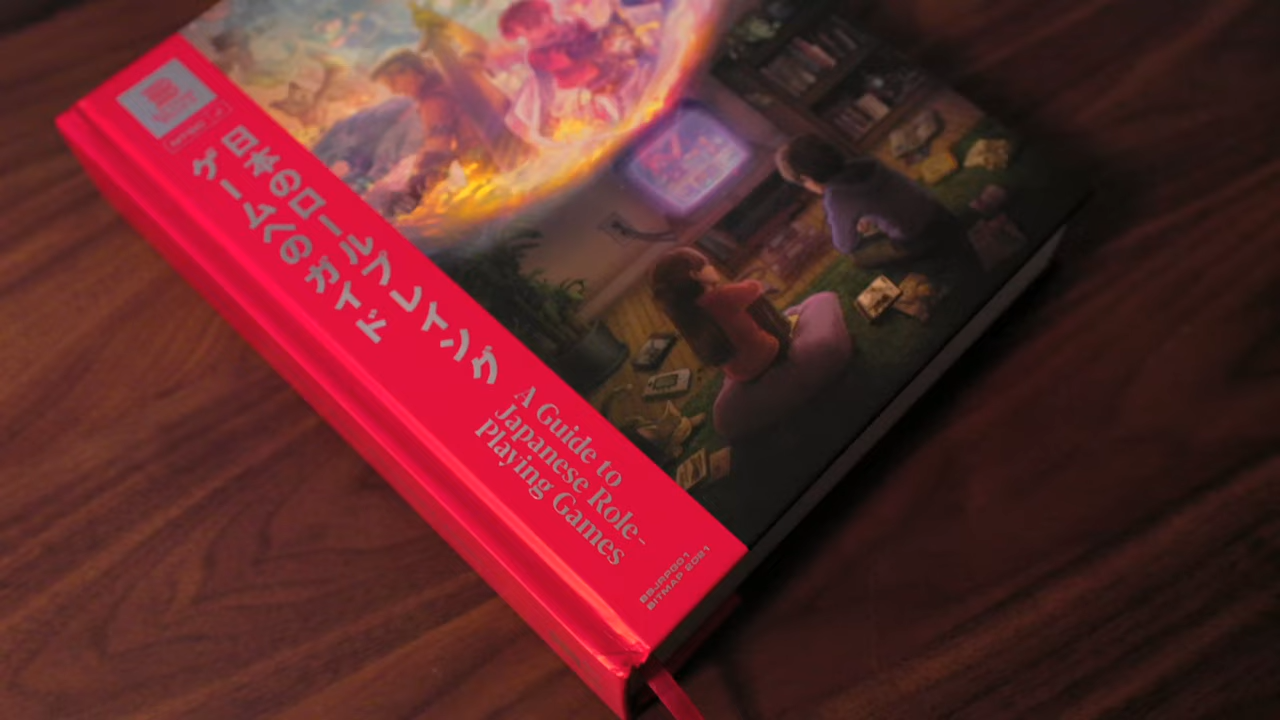 日本のロールプレイング
ゲームへのガイド
A Guide to
Japanese Role-
Playing Games
BBJRPG01
BITMAP 2021